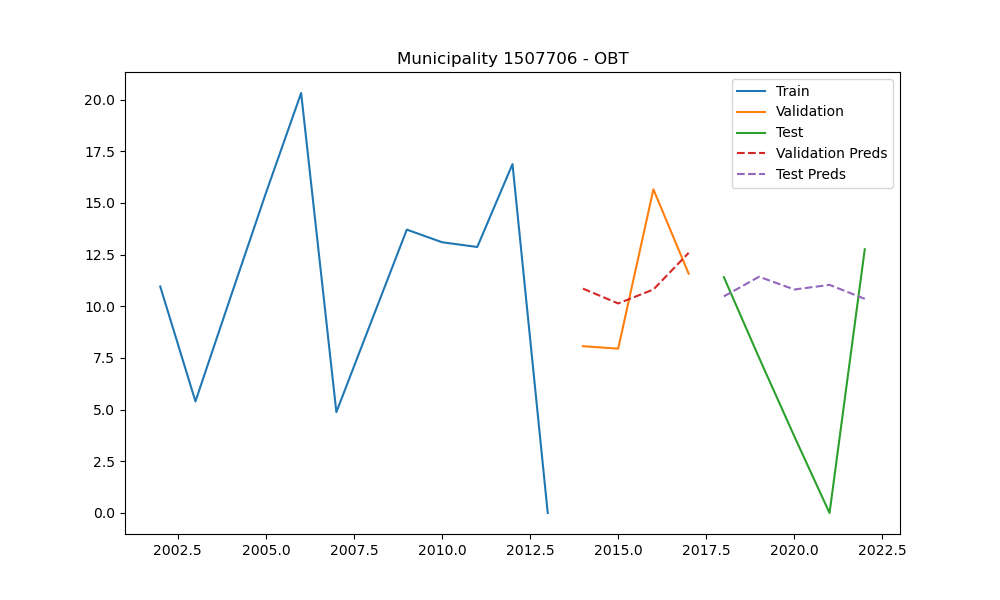 Municipality 1507706 - OBT
Train
Validation
Test
Validation Preds
Test Preds
20.0
17.5
15.0
12.5
10.0
7.5
5.0
2.5
0.0
2002.5 2005.0 2007.5 2010.0 2012.5 2015.0 2017.5 2020.0 2022.5